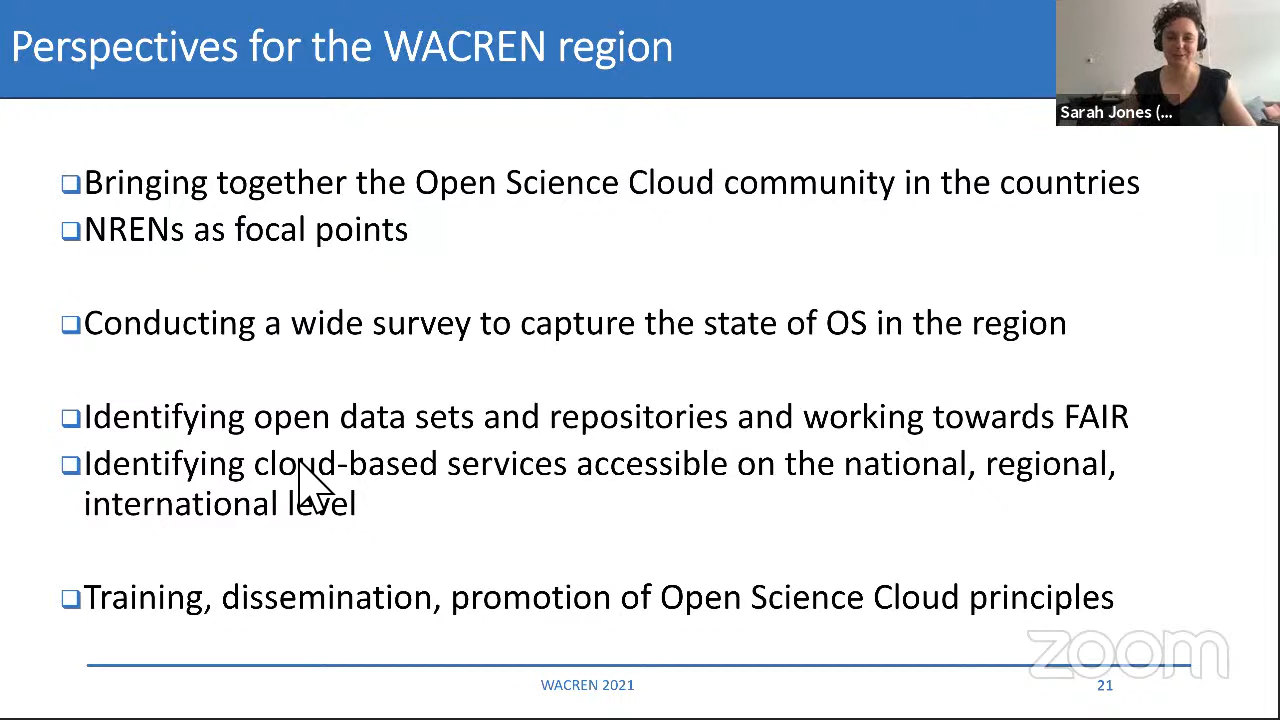 Perspectives for the WACREN region
Sarah Jones (...
❑Bringing together the Open Science Cloud community in the countries
❑NRENs as focal points
❑Conducting a wide survey to capture the state of OS in the region
❑Identifying open data sets and repositories and working towards FAIR
❑Identifying cloud-based services accessible on the national, regional,
international level
❑Training, dissemination, promotion of Open Science Cloud principles
zoom
WACREN 2021
21